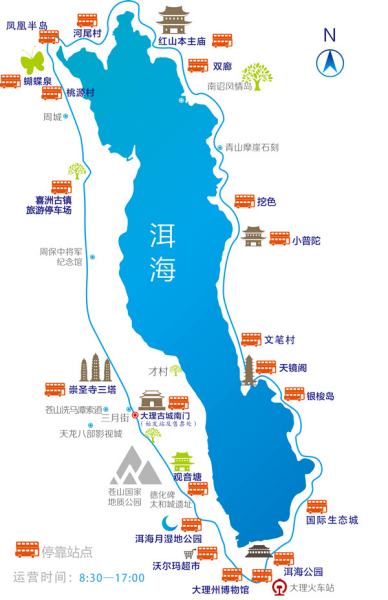 凤凰半岛
河尾村
红山本主庙
N
双廊
蝴蝶泉
桃源村
南诏风情岛
周城
青山摩崖石刻
喜洲古镇
旅游停车场
挖色
洱海
小普陀
周保中将军
纪念馆
文笔村
天镜阁
才村
崇圣寺三塔
银梭岛
苍山洗马潭索道
三月街
大理古城南门
(始发站及售票处)
天龙八部影视城
观音塘
苍山国家
地质公园
德化碑
太和城遗址
国际生态城
洱海月湿地公园
停靠站点
沃尔玛超市
洱海公园
运营时间：8:30—17:00
大理州博物馆
大理火车站